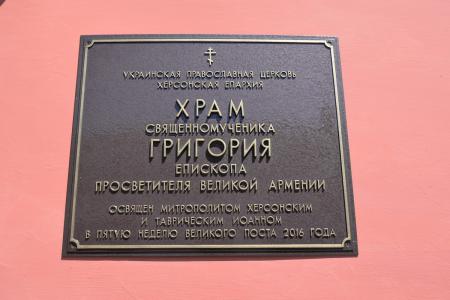 УКРАИНСКАЯ ПРАВОСЛАВНАЯ ЦЕРКОВЬ
ХЕРСОНСКАЯ ЕПАРХИЯ
ХРАМ
СВЯЩЕННОМУЧЕНИКА
ГРИГОРИЯ
ЕПИСКОПА
ПРОСВЕТИТЕЛЯ ВЕЛИКОЙ АРМЕНИИ
ОСВЯЩЕН МИТРОПОЛИТОМ ХЕРСОНСКИМ
И ТАВРИЧЕСКИМ ИОАННОМ
В ПЯТУЮ НЕДЕЛЮ ВЕЛИКОГО ПОСТА 2016 ГОДА